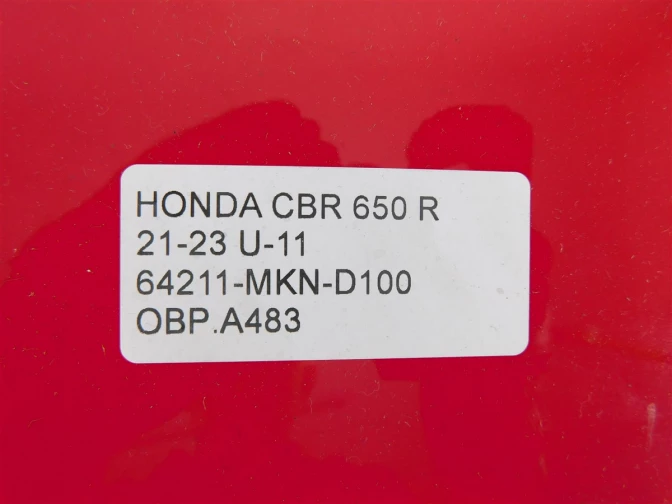 HONDA CBR 650 R
21-23 U-11
64211-MKN-D100
OBP.A483